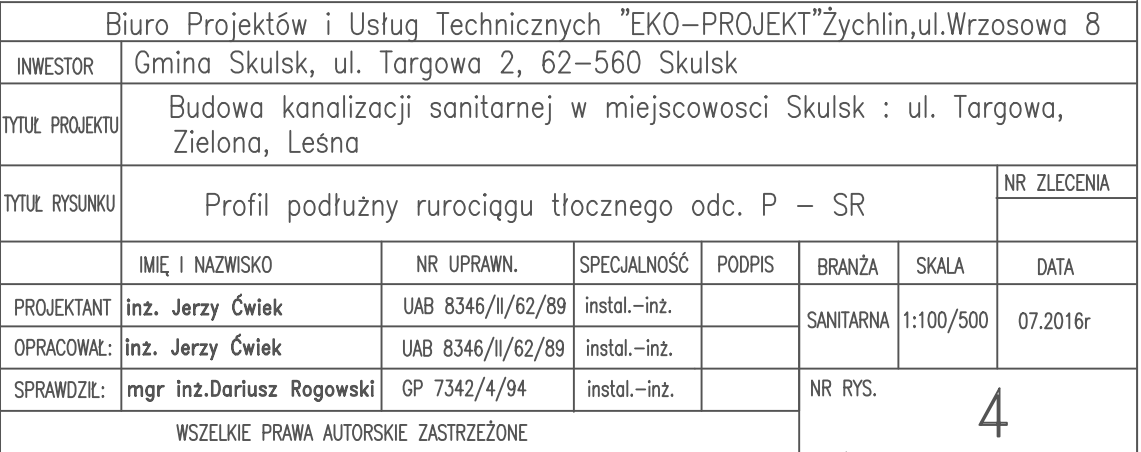 Biuro Projektów i Usług Technicznych "EKO-PROJEKT"Żychlin,ul.Wrzosowa 8
INWESTOR Gmina Skulsk, ul. Targowa 2, 62-560 Skulsk
TYTUŁ PROJEKTU Budowa kanalizacji sanitarnej w miejscowosci Skulsk : ul. Targowa,
Zielona, Leśna
TYTUŁ RYSUNKU Profil podłużny rurociągu tłocznego odc. P - SR
NR ZLECENIA
IMIĘ I NAZWISKO NR UPRAWN. SPECJALNOŚĆ PODPIS BRANŻA SKALA DATA
PROJEKTANT inż. Jerzy Ćwiek UAB 8346/II/62/89 instal.-inż.
SANITARNA 1:100/500 07.2016r
OPRACOWAŁ: inż. Jerzy Ćwiek UAB 8346/II/62/89 instal.-inż.
SPRAWDZIŁ: mgr inż.Dariusz Rogowski GP 7342/4/94 instal.-inż.
NR RYS. 4
WSZELKIE PRAWA AUTORSKIE ZASTRZEŻONE